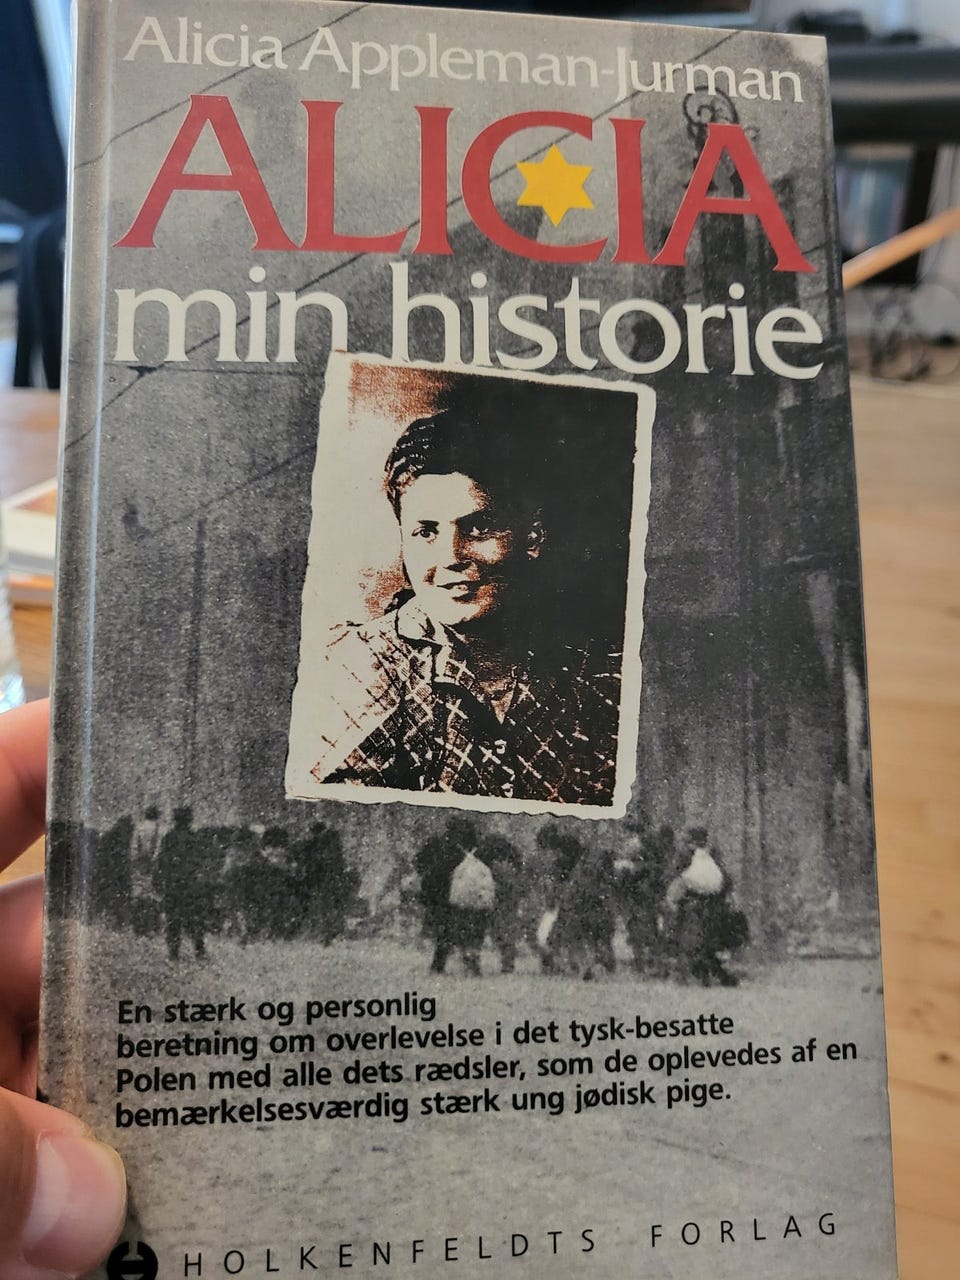 Alicia Appleman-Jurman
ALICIA
min historie
En stærk og personlig
beretning om overlevelse i det tysk-besatte
Polen med alle dets rædsler, som de oplevedes af en
bemærkelsesværdig stærk ung jødisk pige.
HOLKENFELDTS FORLAG